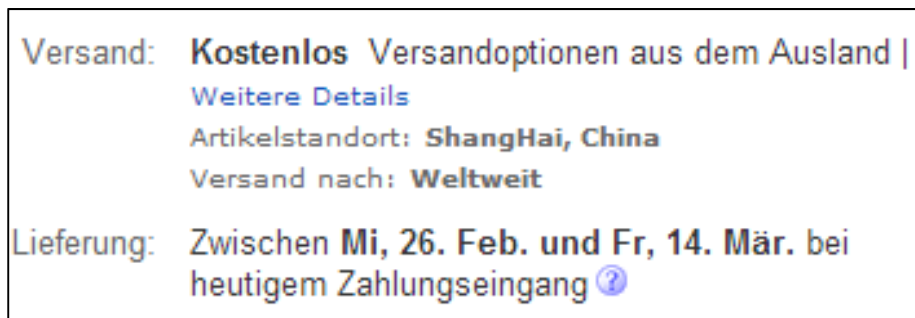 Versand: Kostenlos Versandoptionen aus dem Ausland |
Weitere Details
Artikelstandort: ShangHai, China
Versand nach: Weltweit
Lieferung: Zwischen Mi, 26. Feb. und Fr, 14. Mär. bei
heutigem Zahlungseingang ?